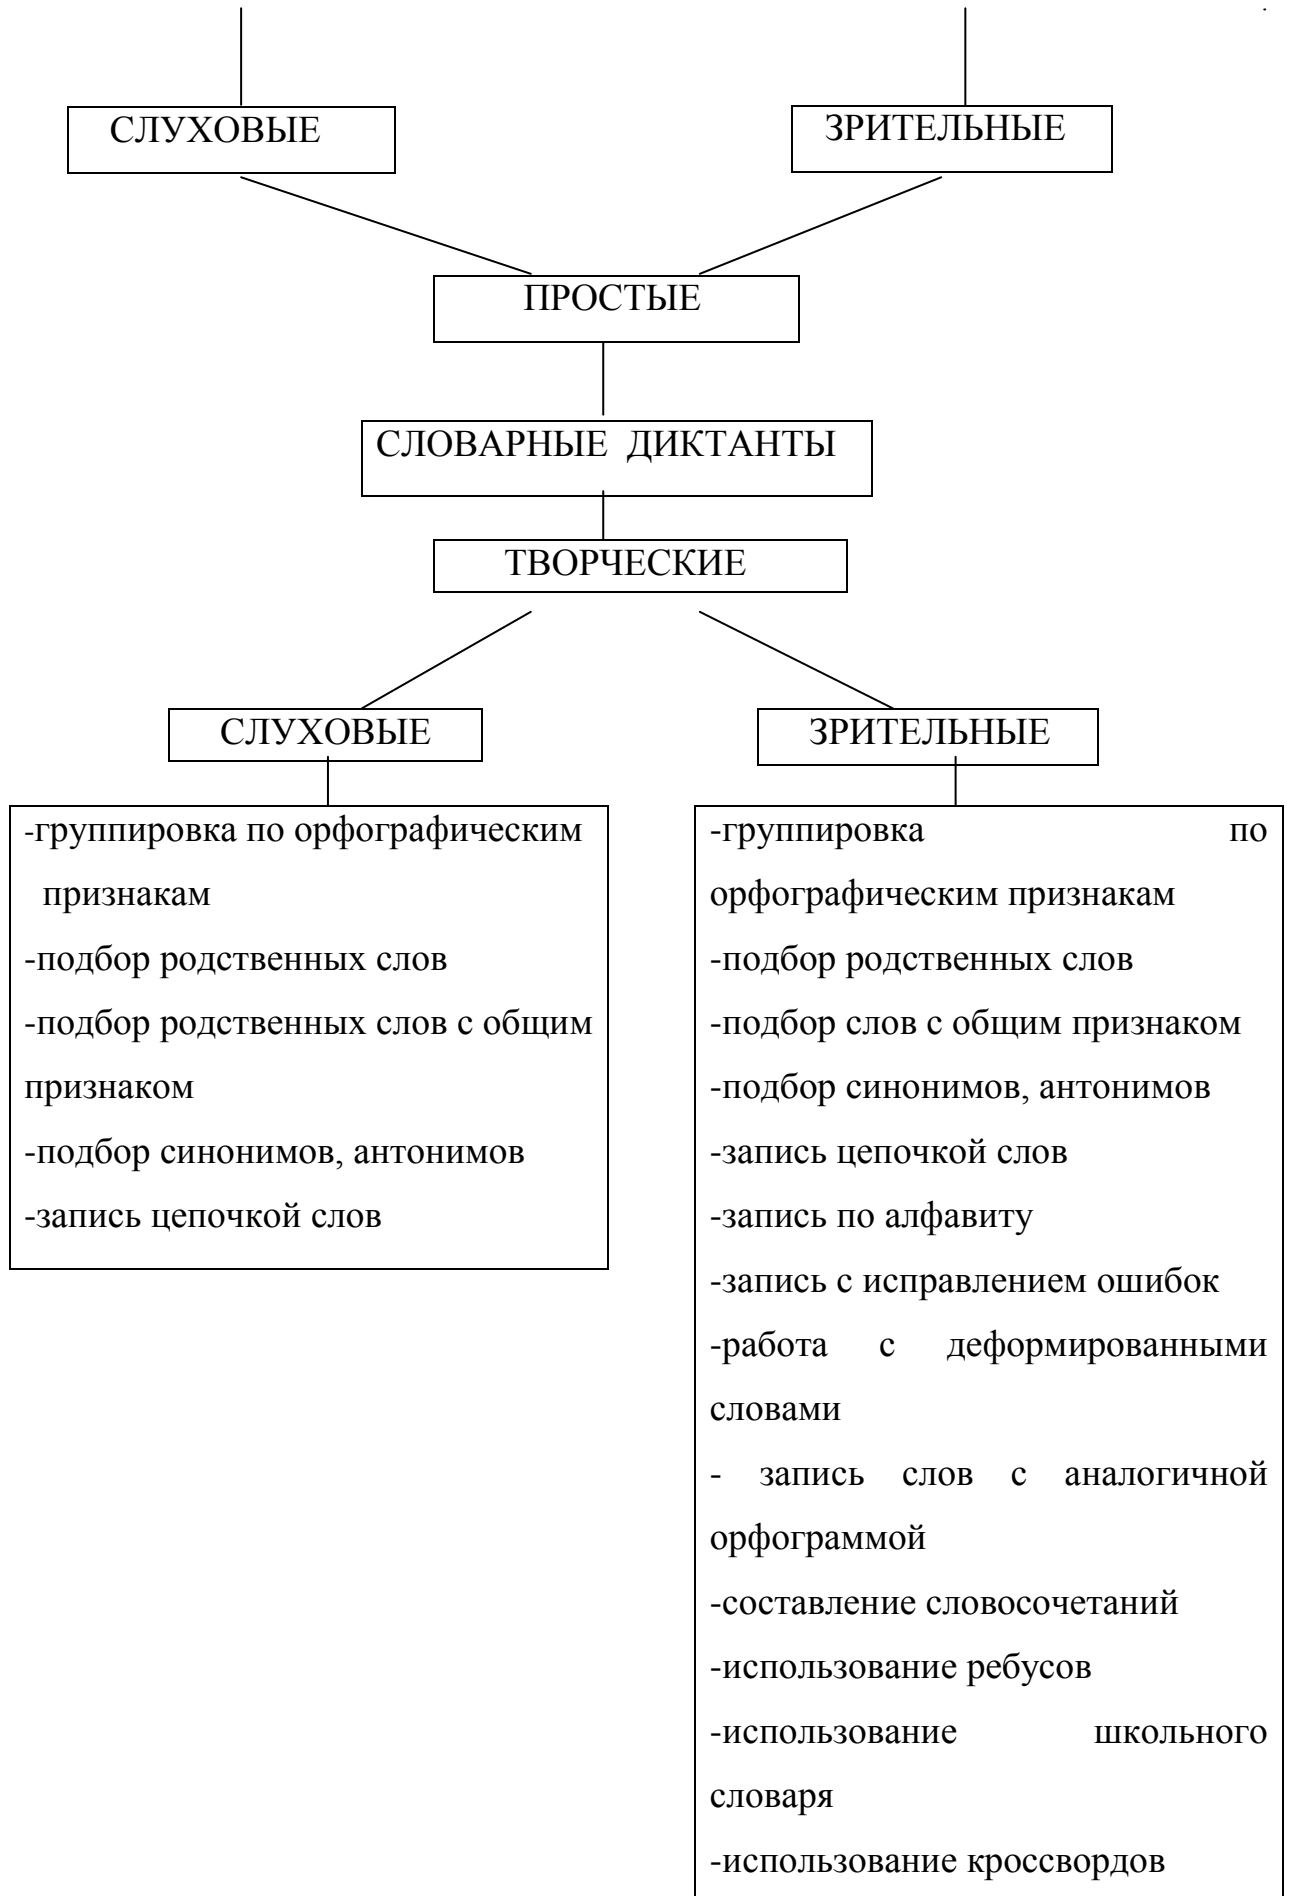 СЛУХОВЫЕ
ЗРИТЕЛЬНЫЕ
ПРОСТЫЕ
СЛОВАРНЫЕ ДИКТАНТЫ
ТВОРЧЕСКИЕ
СЛУХОВЫЕ
ЗРИТЕЛЬНЫЕ
-группировка по орфографическим
признакам
-подбор родственных слов
-подбор родственных слов с общим
признаком
-подбор синонимов, антонимов
-запись цепочкой слов
-группировка по
орфографическим признакам
-подбор родственных слов
-подбор слов с общим признаком
-подбор синонимов, антонимов
-запись цепочкой слов
-запись по алфавиту
-запись с исправлением ошибок
-работа с деформированными
словами
- запись слов с аналогичной
орфограммой
-составление словосочетаний
-использование ребусов
-использование школьного
словаря
-использование кроссвордов